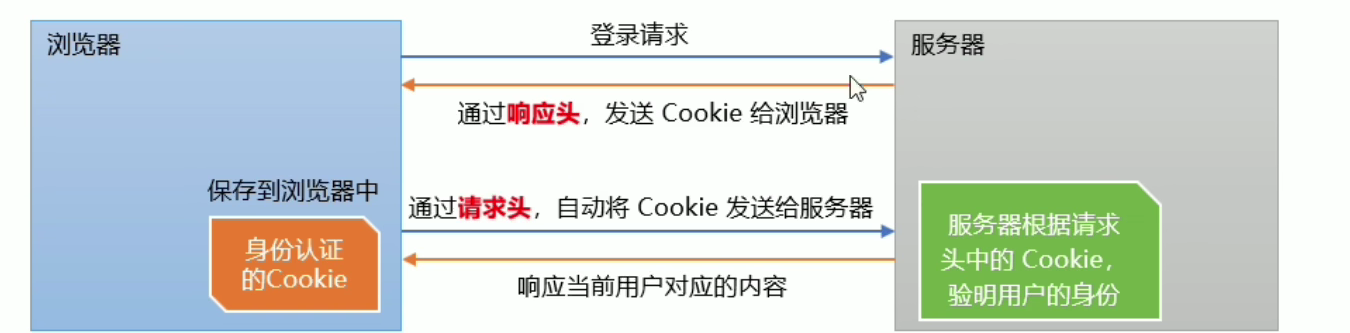 浏览器
登录请求
服务器
通过响应头，发送 Cookie 给浏览器
保存到浏览器中
通过请求头，自动将 Cookie 发送给服务器
身份认证
的Cookie
服务器根据请求
头中的 Cookie，
验明用户的身份
响应当前用户对应的内容